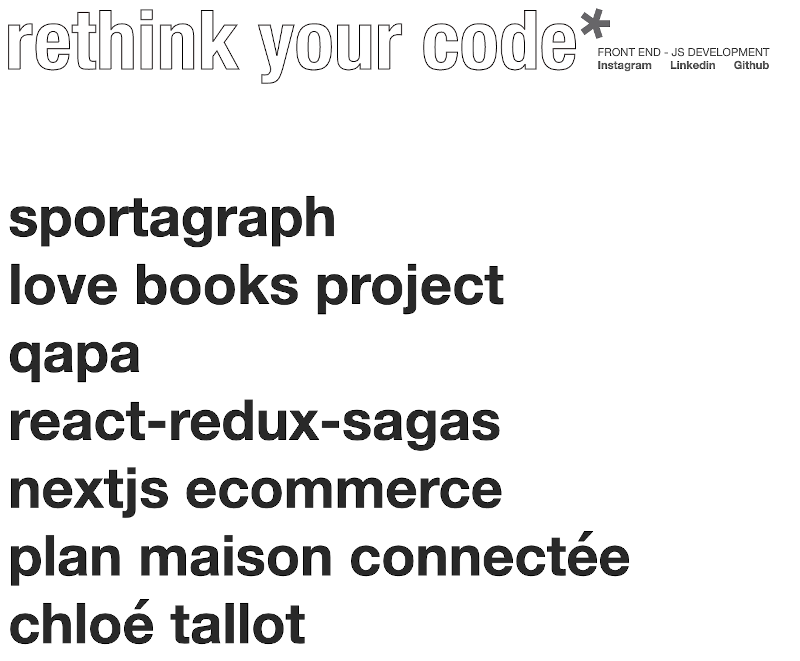 rethink your code*
FRONT END - JS DEVELOPMENT
Instagram Linkedin Github
sportagraph
love books project
qapa
react-redux-sagas
nextjs ecommerce
plan maison connectée
chloé tallot